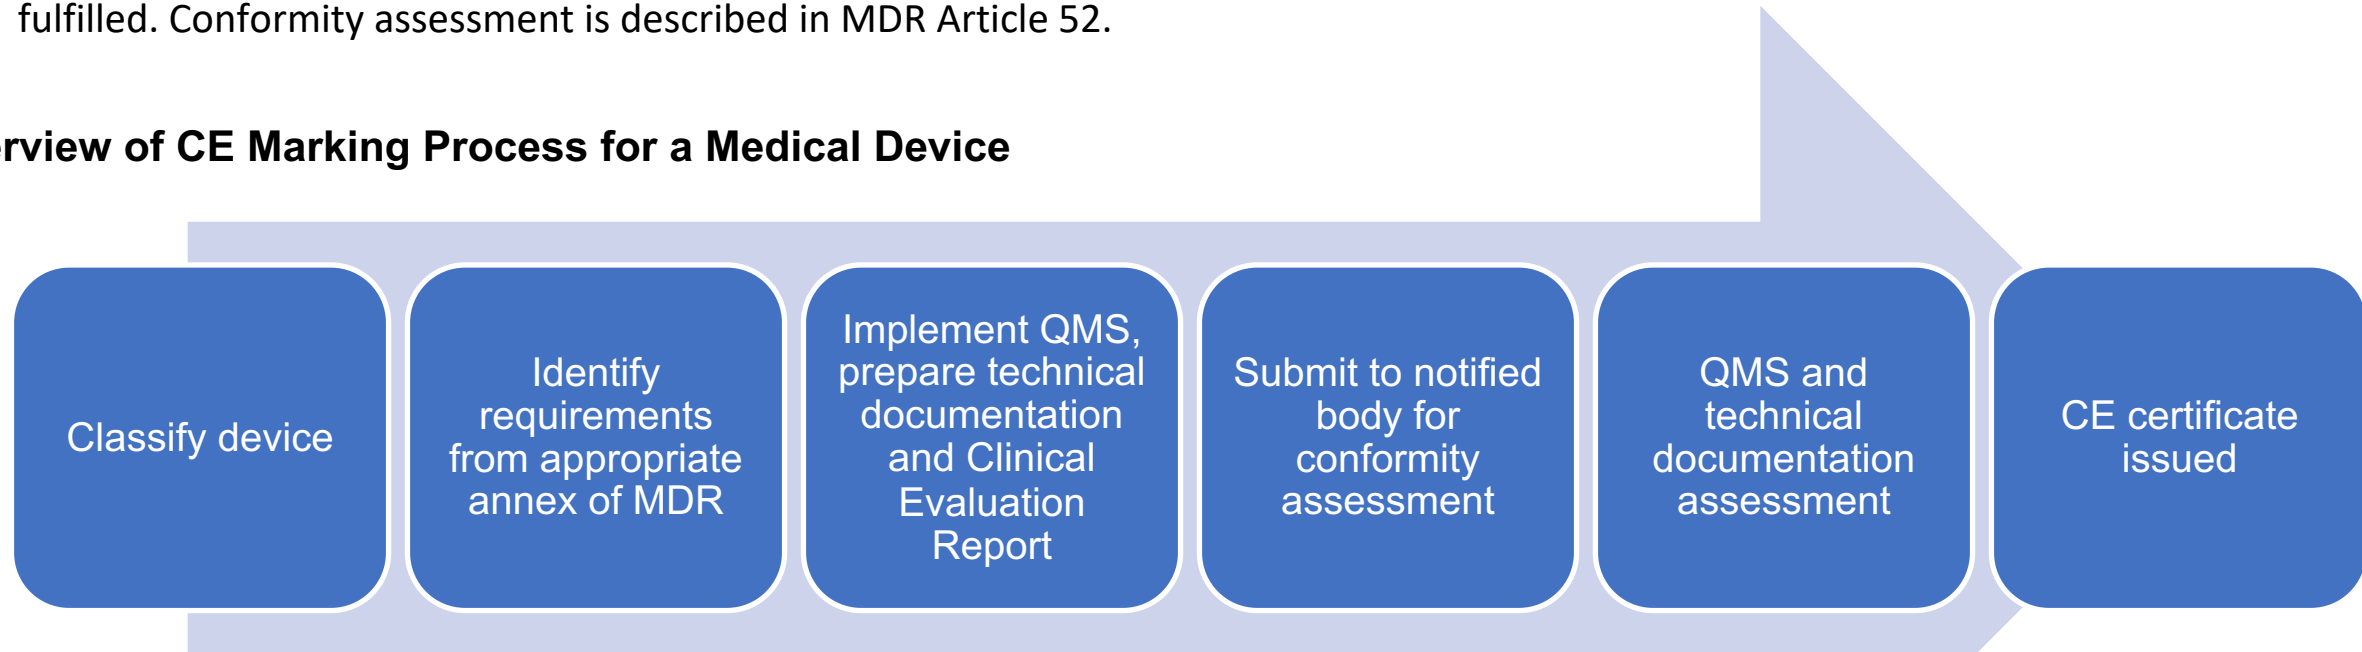 fulfilled. Conformity assessment is described in MDR Article 52.
erview of CE Marking Process for a Medical Device
Classify device
Identify
requirements
from appropriate
annex of MDR
Implement QMS,
prepare technical
documentation
and Clinical
Evaluation
Report
Submit to notified
body for
conformity
assessment
QMS and
technical
documentation
assessment
CE certificate
issued